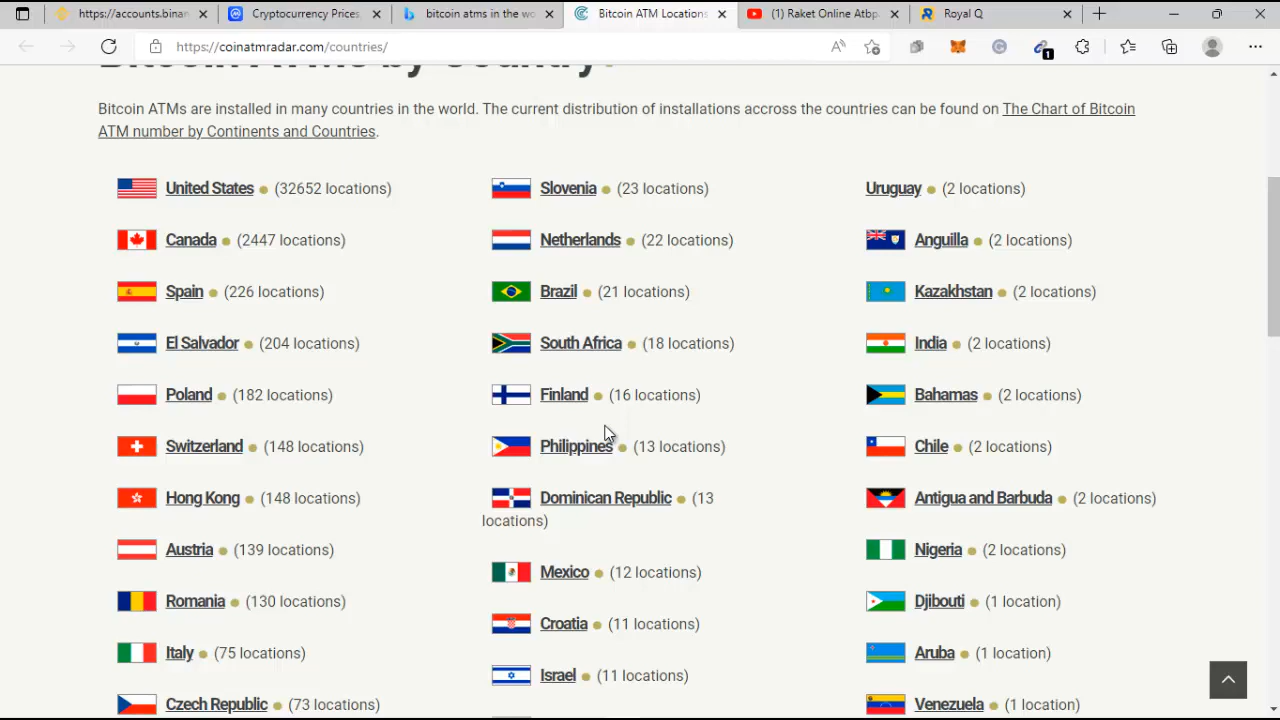 https://accounts.binan
Cryptocurrency Prices,
bitcoin atms in the wo
Bitcoin ATM Locations
(1) Raket Online Atbp
Royal Q
https://coinatmradar.com/countries/
1
Bitcoin ATMs by Country
Bitcoin ATMs are installed in many countries in the world. The current distribution of installations accross the countries can be found on The Chart of Bitcoin
ATM number by Continents and Countries.
United States (32652 locations)
Canada (2447 locations)
Spain (226 locations)
El Salvador (204 locations)
Poland (182 locations)
Switzerland (148 locations)
Hong Kong (148 locations)
Austria (139 locations)
Romania (130 locations)
Italy (75 locations)
Czech Republic (73 locations)
Slovenia (23 locations)
Netherlands (22 locations)
Brazil (21 locations)
South Africa (18 locations)
Finland (16 locations)
Philippines (13 locations)
Dominican Republic (13
locations)
Mexico (12 locations)
Croatia (11 locations)
Israel (11 locations)
Uruguay (2 locations)
Anguilla (2 locations)
Kazakhstan (2 locations)
India (2 locations)
Bahamas (2 locations)
Chile (2 locations)
Antigua and Barbuda (2 locations)
Nigeria (2 locations)
Djibouti (1 location)
Aruba (1 location)
Venezuela (1 location)